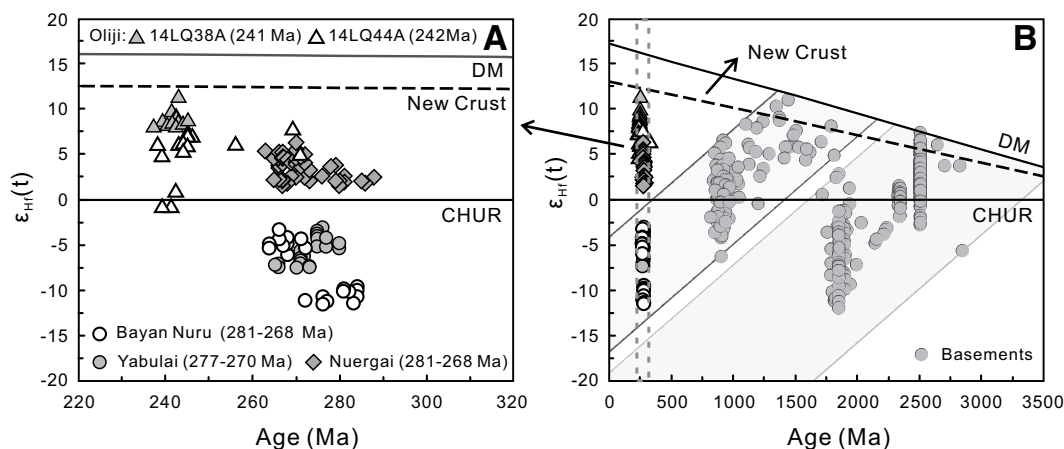 20
15
10
5
0
-5
-10
-15
-20
εHf(t)
Oliji: 14LQ38A (241 Ma) 14LQ44A (242Ma)
A
DM
New Crust
CHUR
Bayan Nuru (281-268 Ma)
Yabulai (277-270 Ma) Nuergai (281-268 Ma)
220 240 260 280 300 320
Age (Ma)
20
15
10
5
0
-5
-10
-15
-20
εHf(t)
B
New Crust
DM
CHUR
Basements
0 500 1000 1500 2000 2500 3000 3500
Age (Ma)